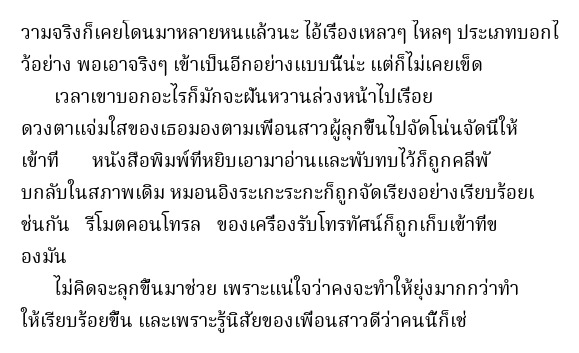 วามจริงก็เคยโดนมาหลายหนแล้วนะ ไอ้เรื่องเหลวๆ ไหลๆ ประเภทบอกไ
ว้อย่าง พอเอาจริงๆ เข้าเป็นอีกอย่างแบบนี้น่ะ แต่ก็ไม่เคยเข็ด
เวลาเขาบอกอะไรก็มักจะฝันหวานล่วงหน้าไปเรื่อย
ดวงตาแจ่มใสของเธอมองตามเพื่อนสาวผู้ลุกขึ้นไปจัดโน่นจัดนี่ให้
เข้าที่ หนังสือพิมพ์ที่หยิบเอามาอ่านและพับทบไว้ก็ถูกคลี่พั
บกลับในสภาพเดิม หมอนอิงระเกะระกะก็ถูกจัดเรียงอย่างเรียบร้อยเ
ช่นกัน รีโมตคอนโทรล ของเครื่องรับโทรทัศน์ก็ถูกเก็บเข้าที่ข
องมัน
ไม่คิดจะลุกขึ้นมาช่วย เพราะแน่ใจว่าคงจะทำให้ยุ่งมากกว่าทำ
ให้เรียบร้อยขึ้น และเพราะรู้นิสัยของเพื่อนสาวดีว่าคนนี้ก็เช่